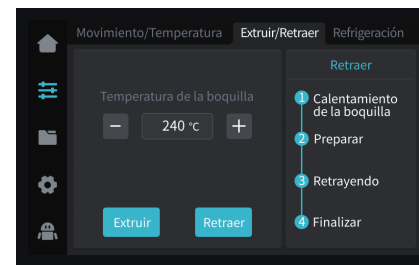 Movimiento/Temperatura Extruir/Retraer Refrigeración
Temperatura de la boquilla
− 240 °C +
Extruir Retraer
Retraer
1 Calentamiento
de la boquilla
2 Preparar
3 Retrayendo
4 Finalizar